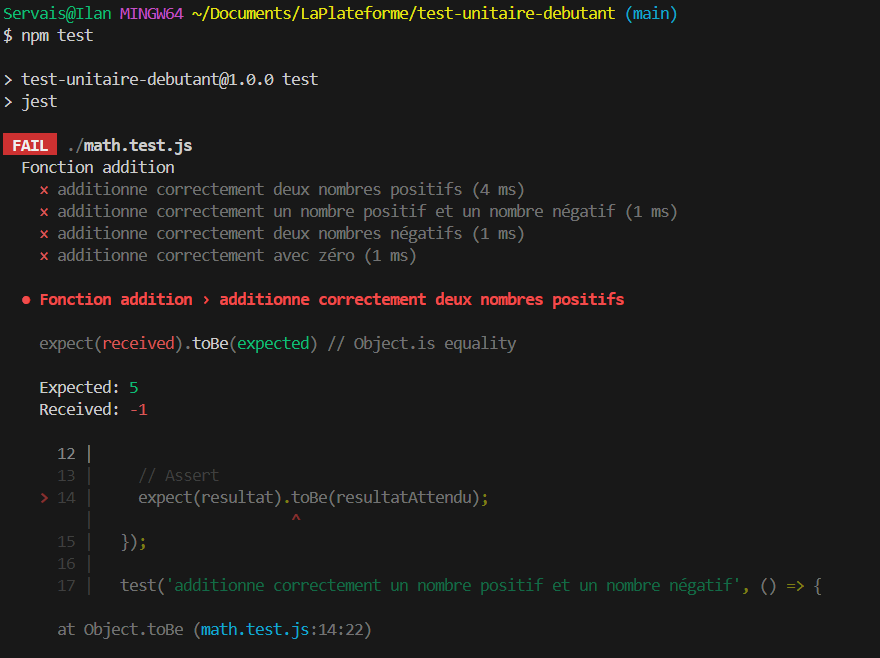 Servais@Ilan MINGW64 ~/Documents/LaPlateforme/test-unitaire-debutant (main)
$ npm test
> test-unitaire-debutant@1.0.0 test
> jest
FAIL ./math.test.js
Fonction addition
× additionne correctement deux nombres positifs (4 ms)
× additionne correctement un nombre positif et un nombre négatif (1 ms)
× additionne correctement deux nombres négatifs (1 ms)
× additionne correctement avec zéro (1 ms)
● Fonction addition › additionne correctement deux nombres positifs
expect(received).toBe(expected) // Object.is equality
Expected: 5
Received: -1
12 |
13 | // Assert
> 14 | expect(resultat).toBe(resultatAttendu);
| ^
15 | });
16 |
17 | test('additionne correctement un nombre positif et un nombre négatif', () => {
at Object.toBe (math.test.js:14:22)